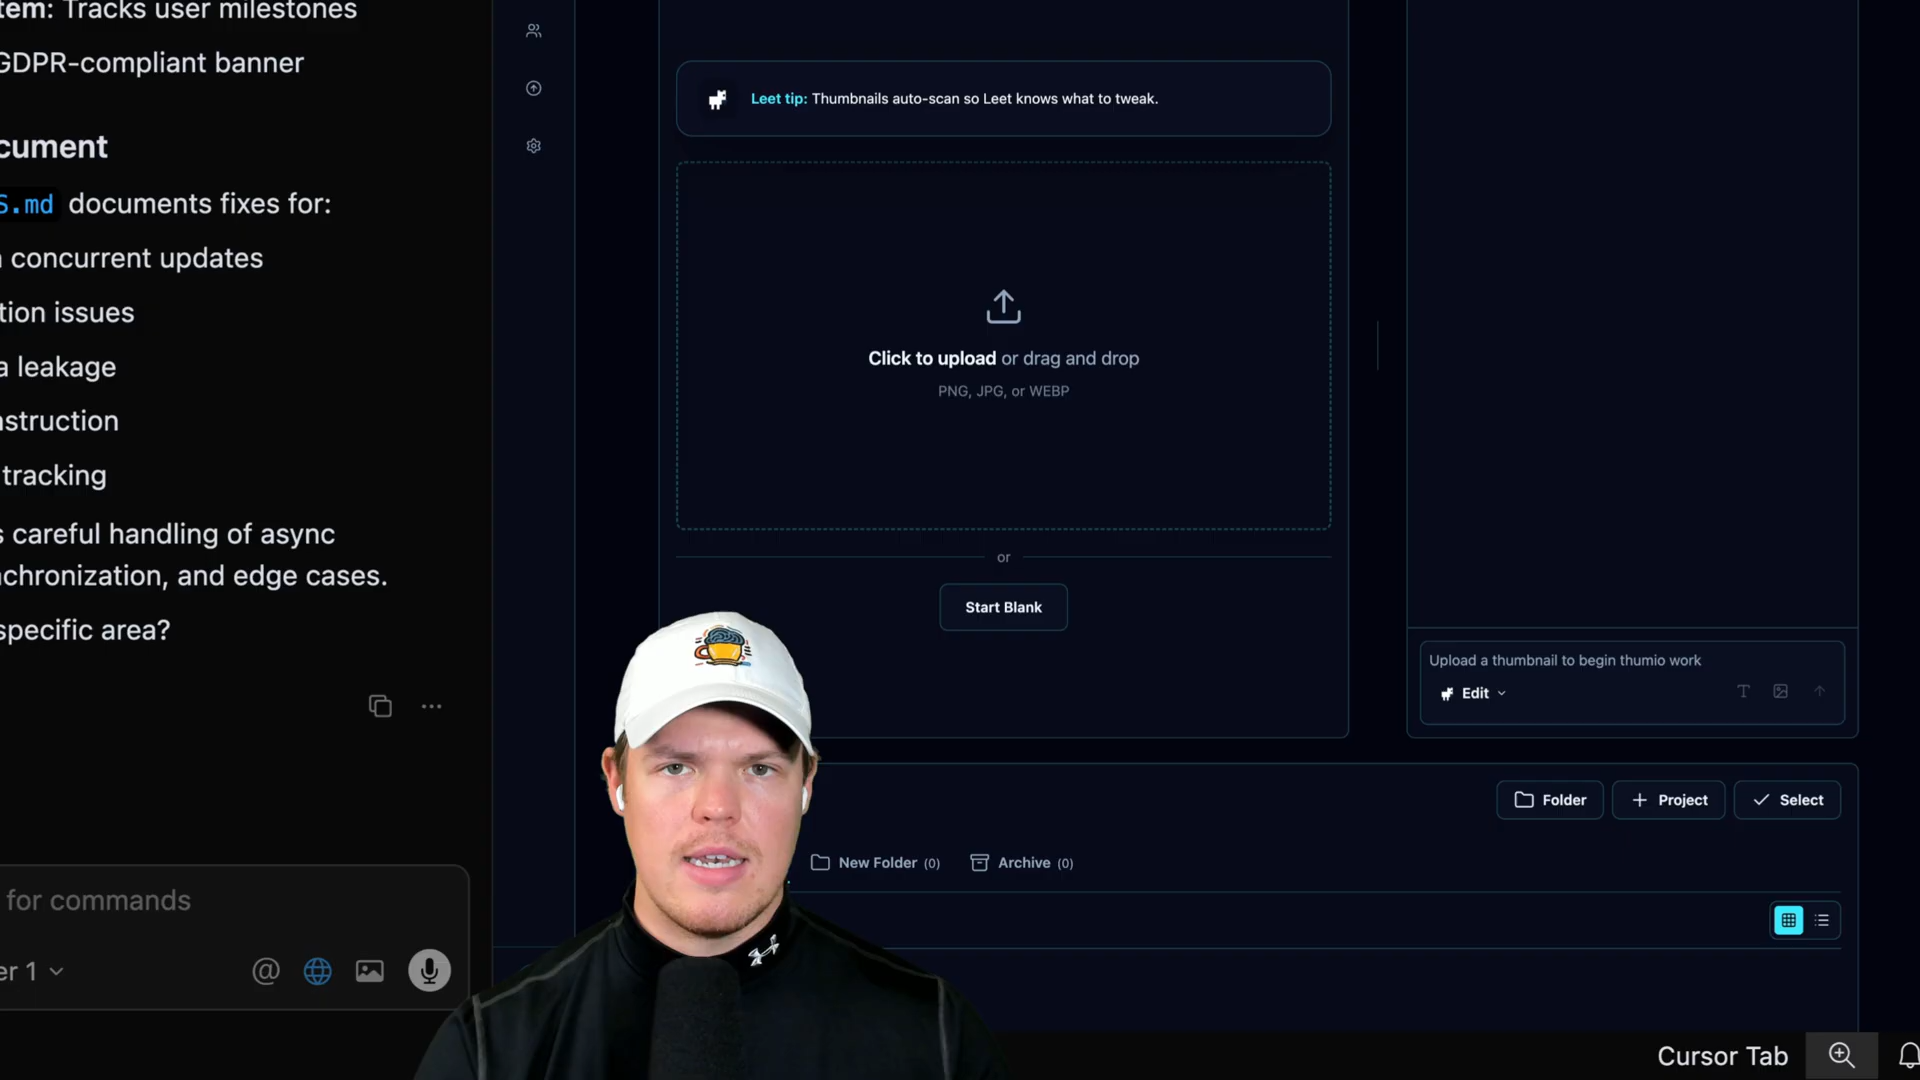 tem: Tracks user milestones
GDPR-compliant banner
cument
S.md documents fixes for:
concurrent updates
tion issues
a leakage
nstruction
tracking
s careful handling of async
nchronization, and edge cases.
specific area?
for commands
er 1
Leet tip: Thumbnails auto-scan so Leet knows what to tweak.
Click to upload or drag and drop
PNG, JPG, or WEBP
or
Start Blank
Upload a thumbnail to begin thumio work
Edit
Folder
Project
Select
New Folder (0)
Archive (0)
Cursor Tab